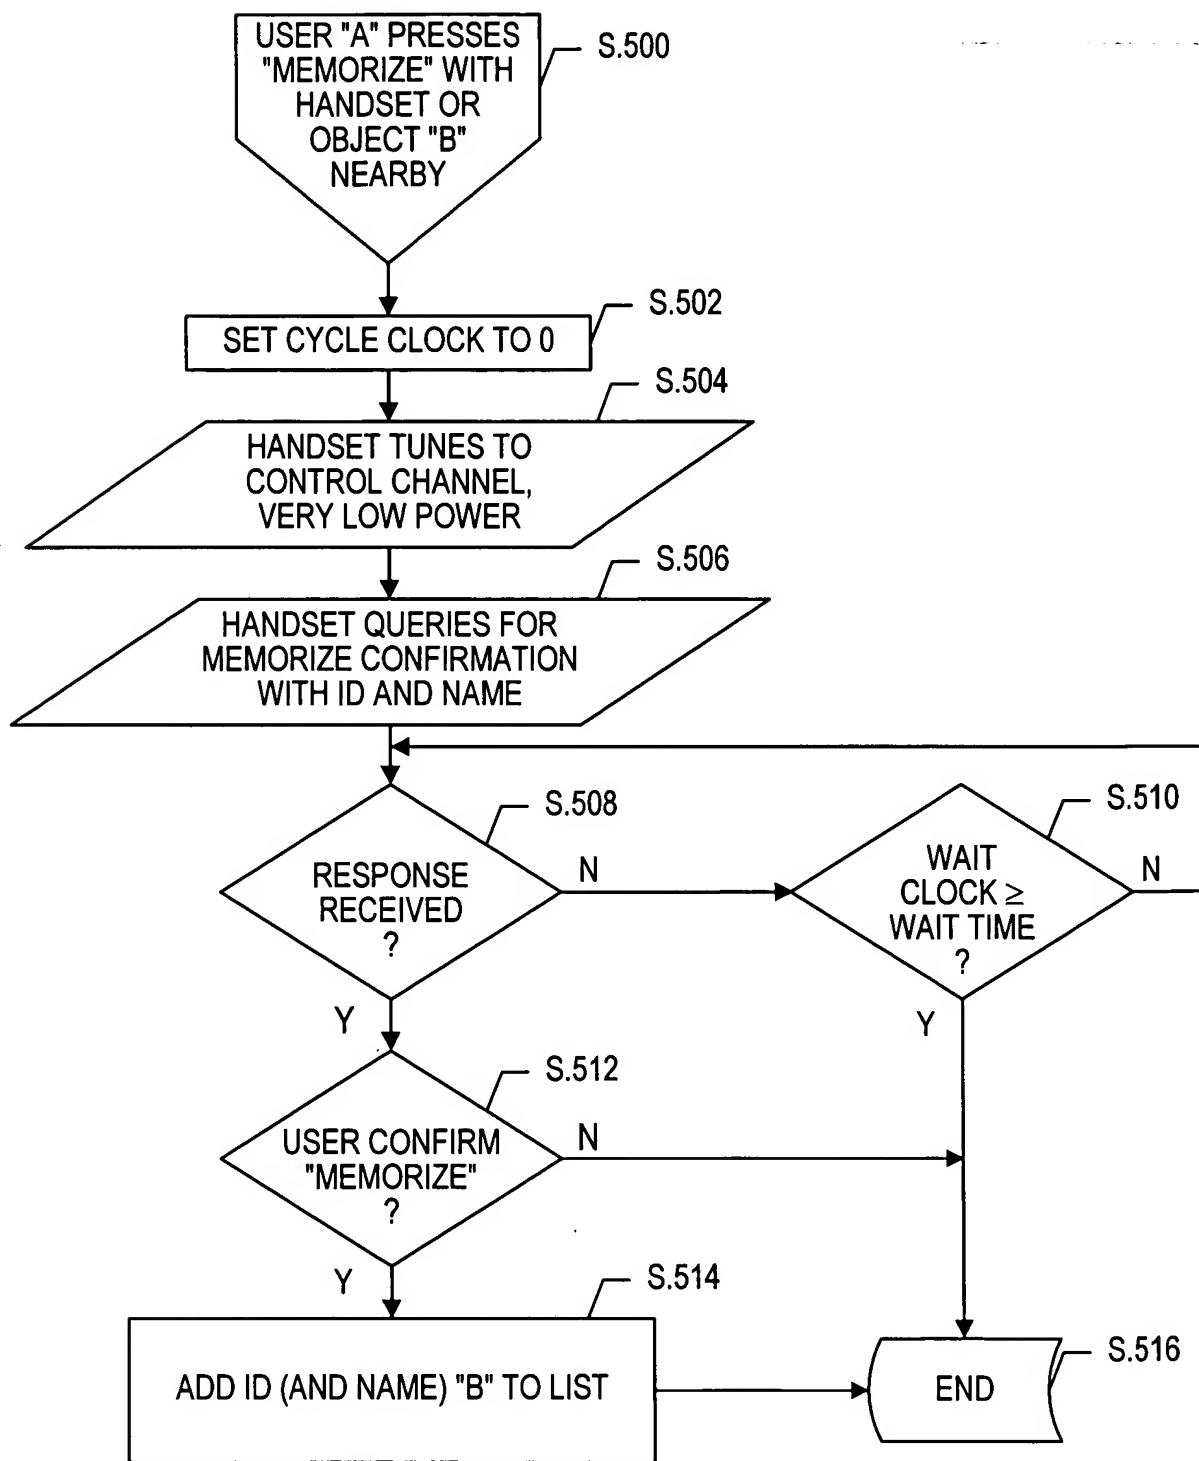 USER "A" PRESSES
"MEMORIZE" WITH
HANDSET OR
OBJECT "B"
NEARBY
S.500
SET CYCLE CLOCK TO 0
S.502
S.504
HANDSET TUNES TO
CONTROL CHANNEL,
VERY LOW POWER
S.506
HANDSET QUERIES FOR
MEMORIZE CONFIRMATION
WITH ID AND NAME
S.508
RESPONSE
RECEIVED
?
N
Y
S.510
WAIT
CLOCK ≥
WAIT TIME
?
N
Y
S.512
USER CONFIRM
"MEMORIZE"
?
N
Y
S.514
ADD ID (AND NAME) "B" TO LIST
S.516
END